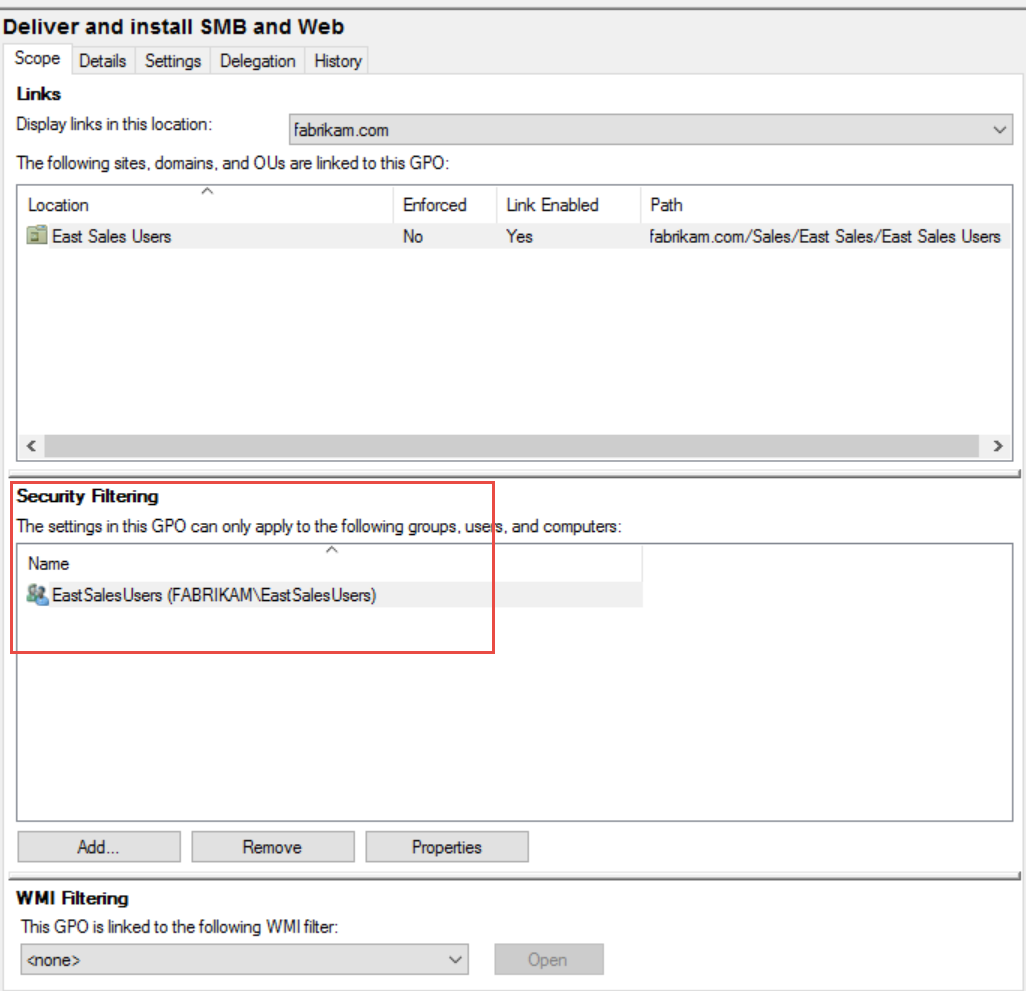 Deliver and install SMB and Web
Scope Details Settings Delegation History
Links
Display links in this location: fabrikam.com
The following sites, domains, and OUs are linked to this GPO:
Location Enforced Link Enabled Path
East Sales Users No Yes fabrikam.com/Sales/East Sales/East Sales Users
Security Filtering
The settings in this GPO can only apply to the following groups, users, and computers:
Name
EastSalesUsers (FABRIKAM\EastSalesUsers)
Add... Remove Properties
WMI Filtering
This GPO is linked to the following WMI filter:
<none> Open